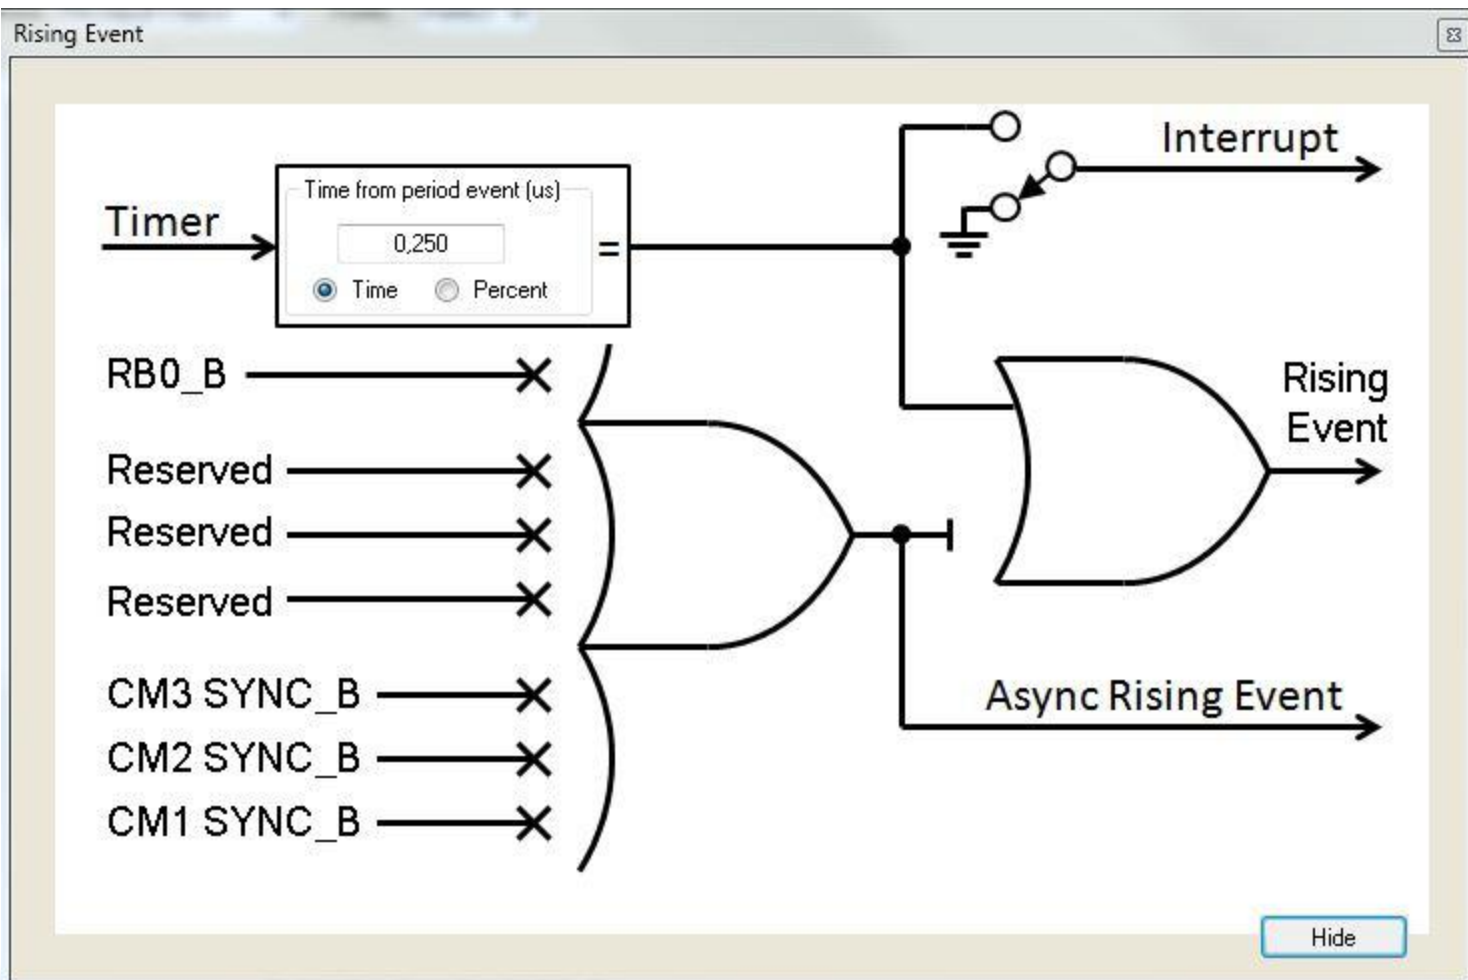 Rising Event
Interrupt
Time from period event (us)
Timer
0,250
=
Time Percent
RB0_B
Rising
Event
Reserved
Reserved
Reserved
CM3 SYNC_B
Async Rising Event
CM2 SYNC_B
CM1 SYNC_B
Hide